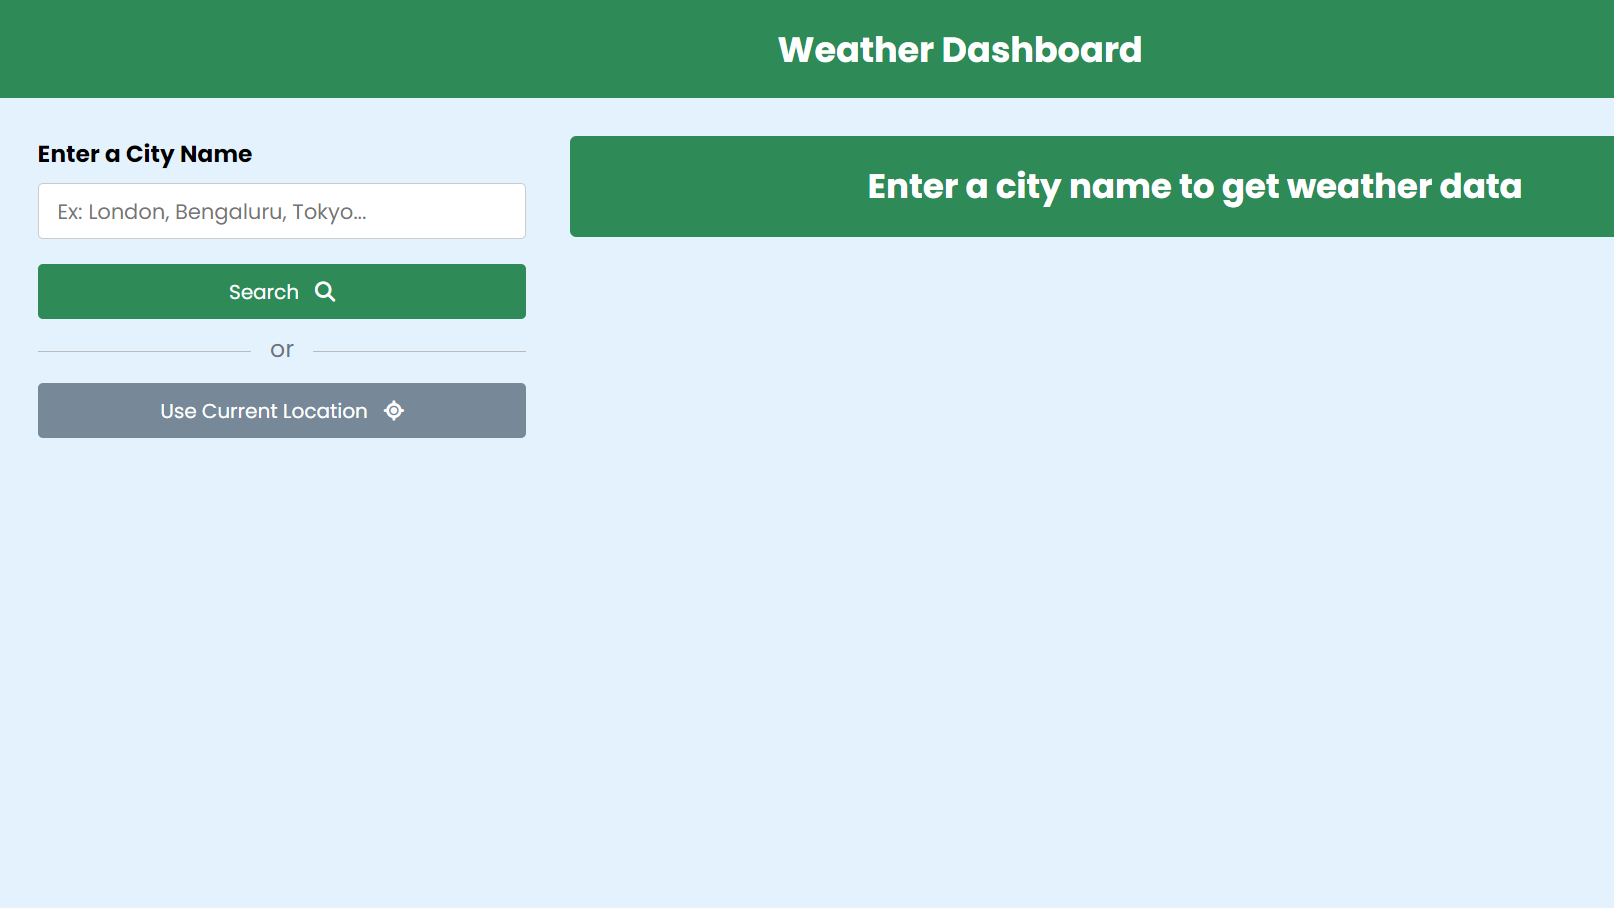 Weather Dashboard
Enter a City Name
Ex: London, Bengaluru, Tokyo...
Search
or
Use Current Location
Enter a city name to get weather data